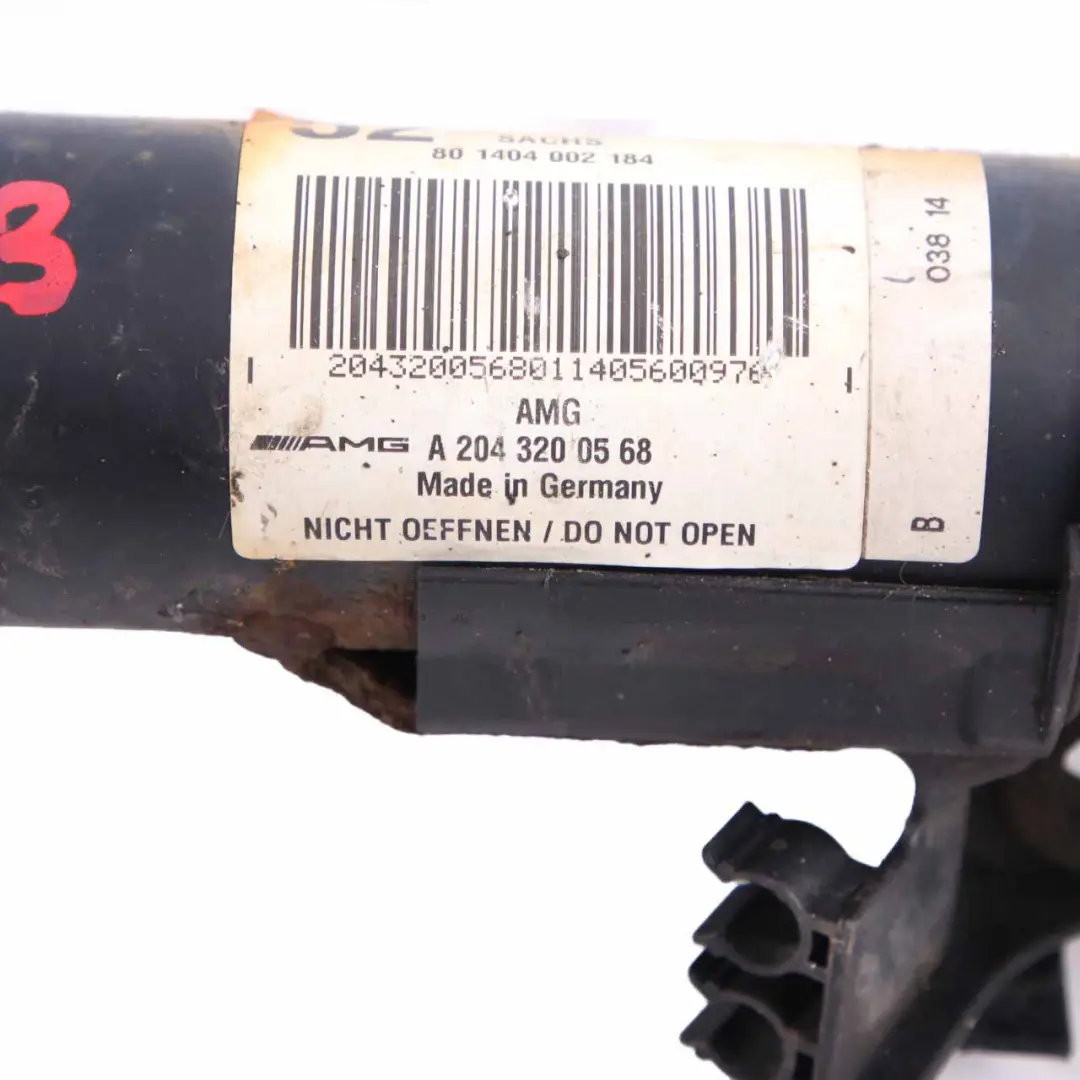 SACHS
80 1404 002 184
2043200568011405600976
AMG
AMG A 204 320 05 68
Made in Germany
NICHT OEFFNEN / DO NOT OPEN
038 14
B
3